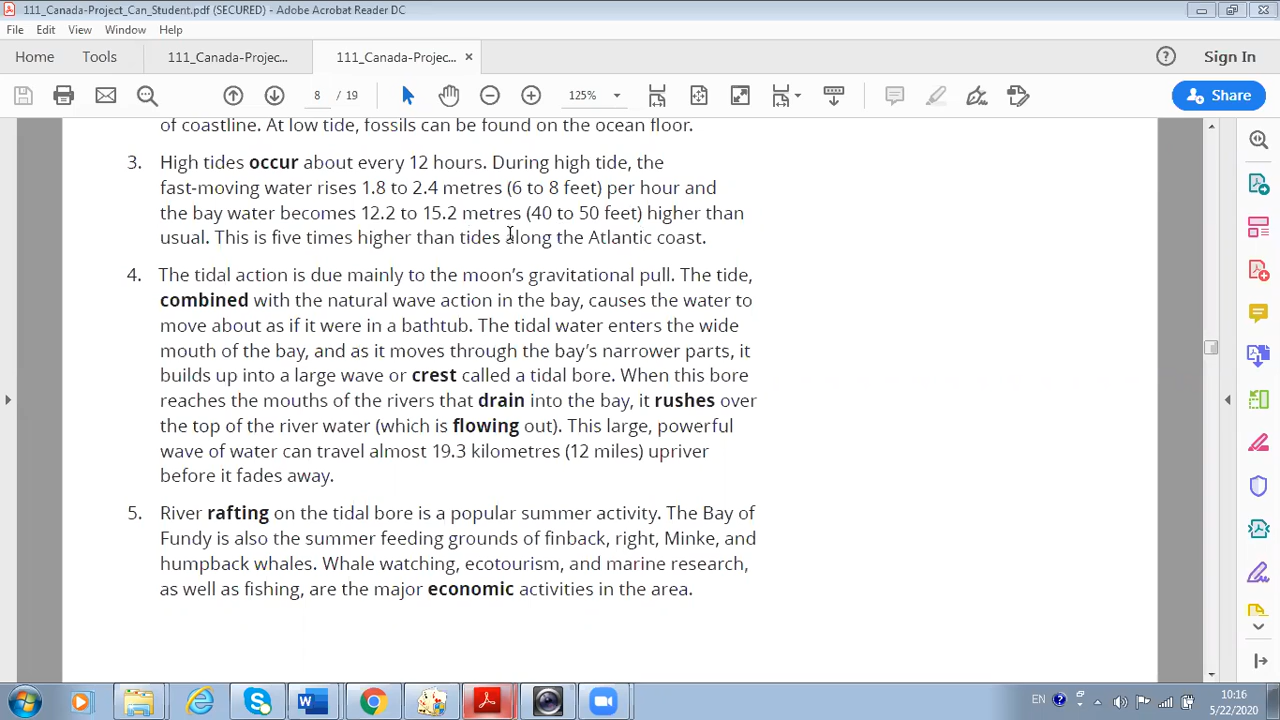 111_Canada-Project_Can_Student.pdf (SECURED) - Adobe Acrobat Reader DC
File Edit View Window Help
Home Tools 111_Canada-Projec... 111_Canada-Projec... ×
? Sign In
8 / 19 125% Share
of coastline. At low tide, fossils can be found on the ocean floor.
3. High tides occur about every 12 hours. During high tide, the
fast-moving water rises 1.8 to 2.4 metres (6 to 8 feet) per hour and
the bay water becomes 12.2 to 15.2 metres (40 to 50 feet) higher than
usual. This is five times higher than tides along the Atlantic coast.
4. The tidal action is due mainly to the moon's gravitational pull. The tide,
combined with the natural wave action in the bay, causes the water to
move about as if it were in a bathtub. The tidal water enters the wide
mouth of the bay, and as it moves through the bay's narrower parts, it
builds up into a large wave or crest called a tidal bore. When this bore
reaches the mouths of the rivers that drain into the bay, it rushes over
the top of the river water (which is flowing out). This large, powerful
wave of water can travel almost 19.3 kilometres (12 miles) upriver
before it fades away.
5. River rafting on the tidal bore is a popular summer activity. The Bay of
Fundy is also the summer feeding grounds of finback, right, Minke, and
humpback whales. Whale watching, ecotourism, and marine research,
as well as fishing, are the major economic activities in the area.
EN 10:16
5/22/2020